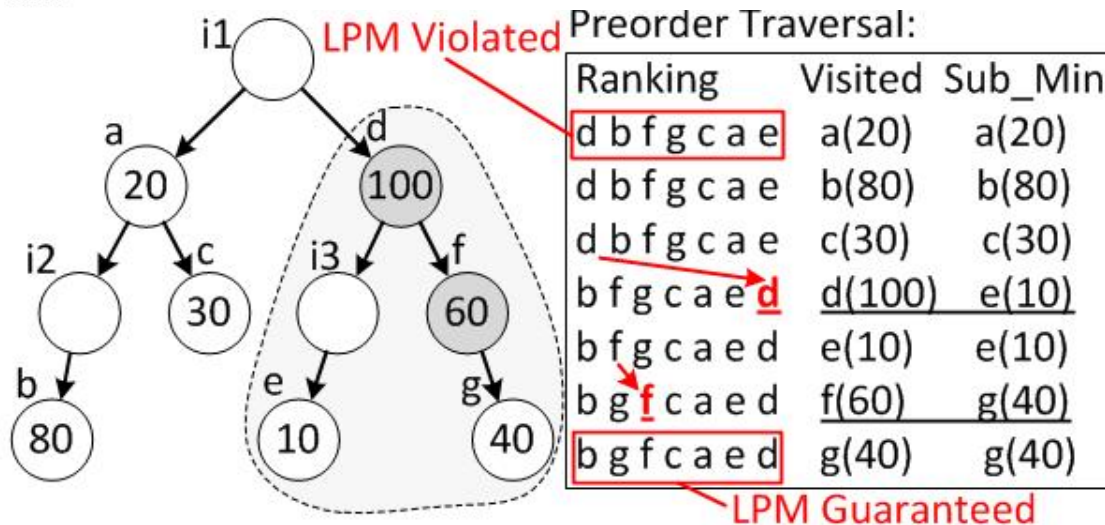 i1
a
20
d
100
i2
c
30
i3
f
60
b
80
e
10
g
40
LPM Violated
Preorder Traversal:
Ranking Visited Sub_Min
d b f g c a e a(20) a(20)
d b f g c a e b(80) b(80)
d b f g c a e c(30) c(30)
b f g c a e d d(100) e(10)
b f g c a e d e(10) e(10)
b g f c a e d f(60) g(40)
b g f c a e d g(40) g(40)
LPM Guaranteed